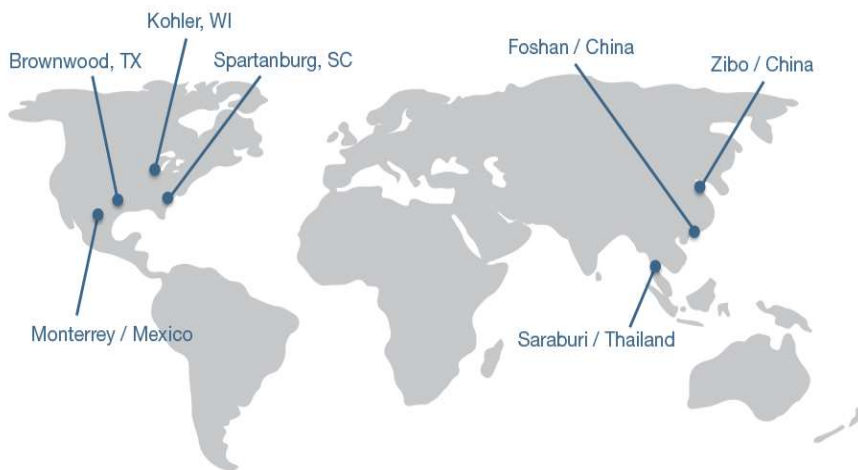 Kohler, WI
Brownwood, TX
Spartanburg, SC
Foshan / China
Zibo / China
Monterrey / Mexico
Saraburi / Thailand